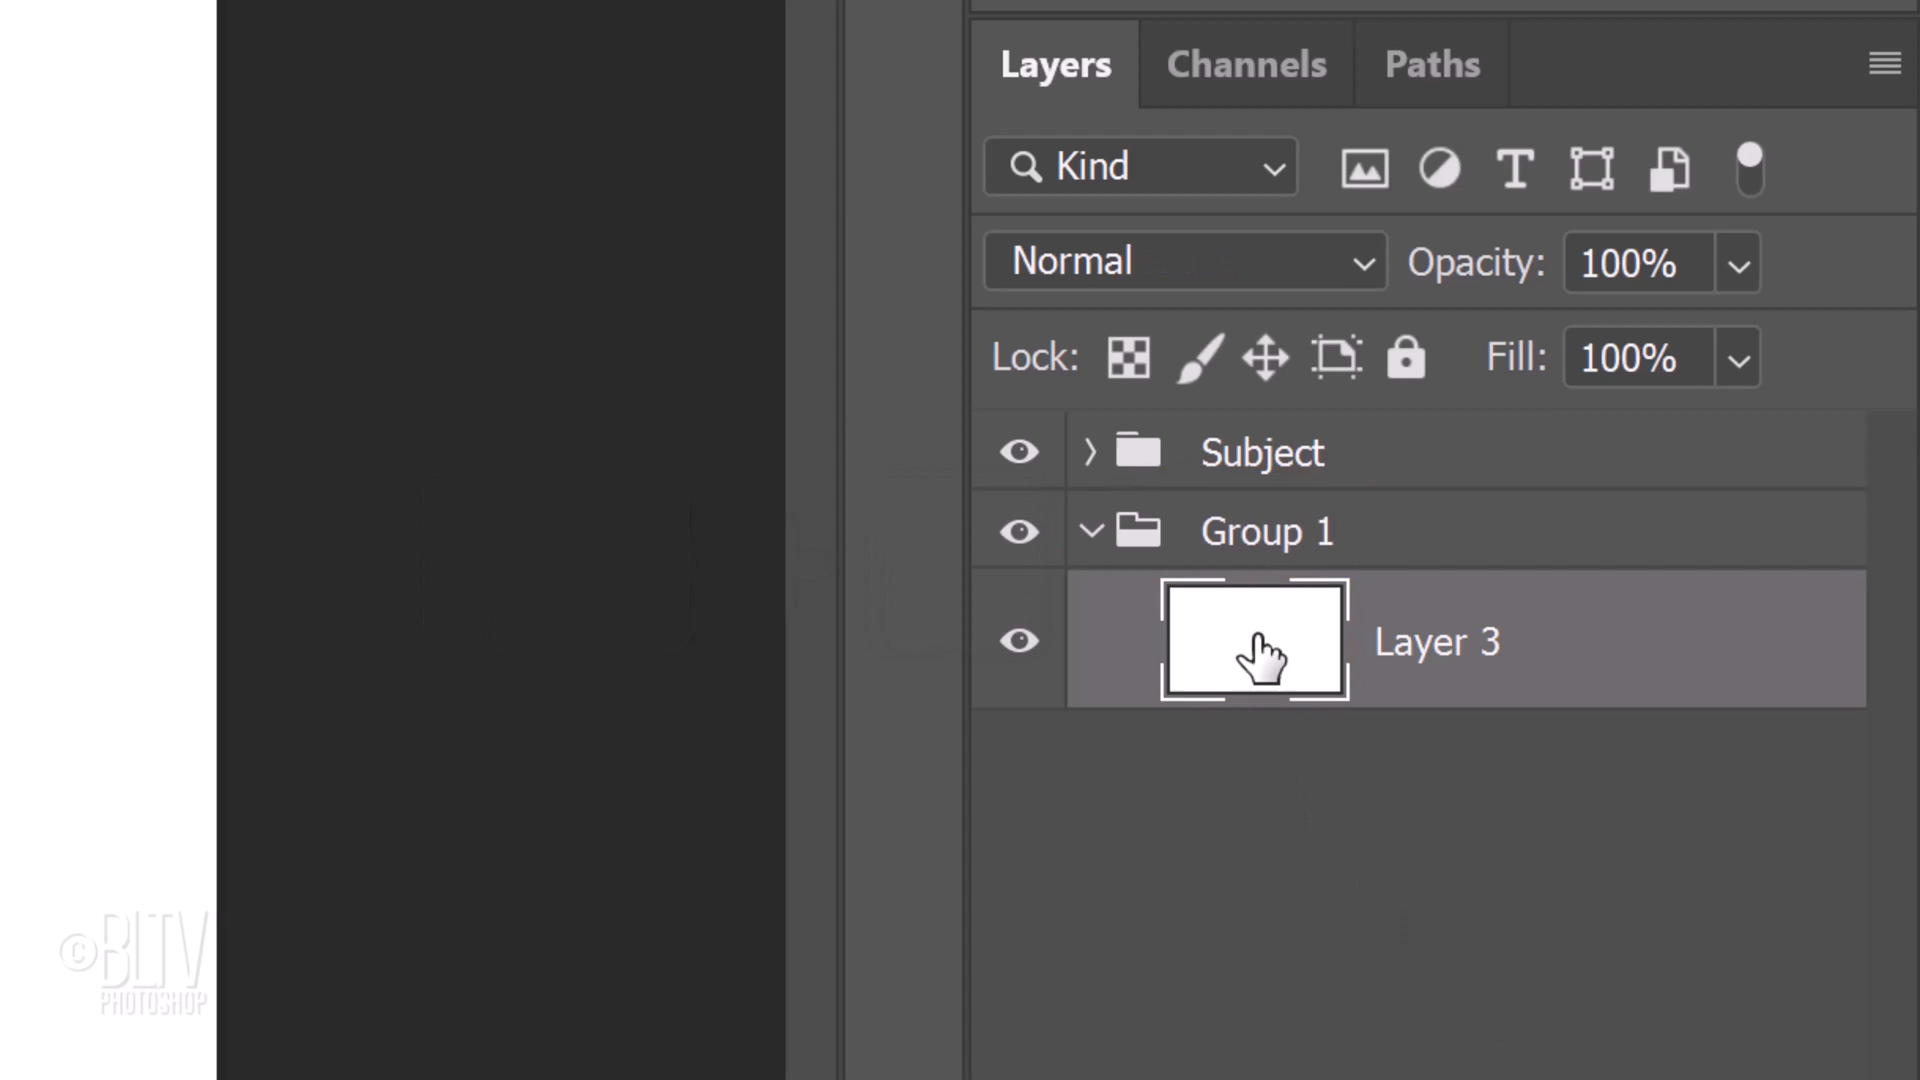 Layers Channels Paths
Kind
Normal Opacity: 100%
Lock: Fill: 100%
Subject
Group 1
Layer 3
©BLTV
PHOTOSHOP